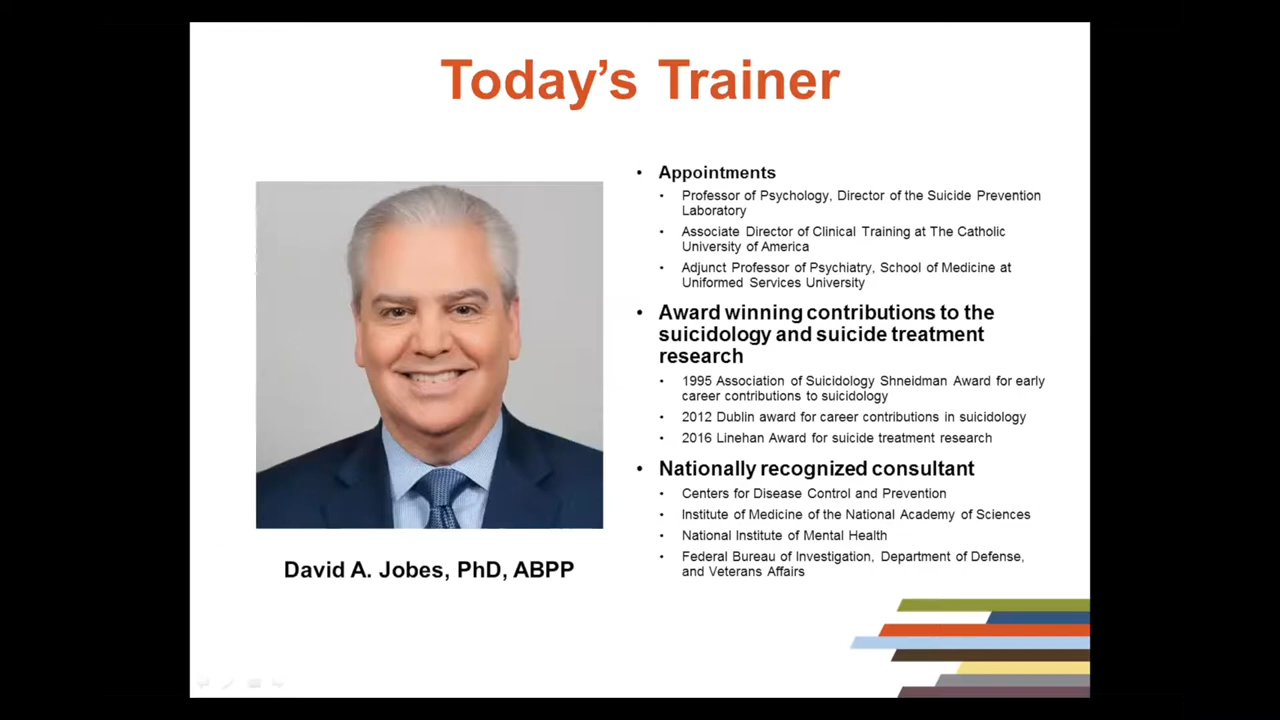 Today’s Trainer
David A. Jobes, PhD, ABPP
• Appointments
• Professor of Psychology, Director of the Suicide Prevention
Laboratory
• Associate Director of Clinical Training at The Catholic
University of America
• Adjunct Professor of Psychiatry, School of Medicine at
Uniformed Services University
• Award winning contributions to the
suicidology and suicide treatment
research
• 1995 Association of Suicidology Shneidman Award for early
career contributions to suicidology
• 2012 Dublin award for career contributions in suicidology
• 2016 Linehan Award for suicide treatment research
• Nationally recognized consultant
• Centers for Disease Control and Prevention
• Institute of Medicine of the National Academy of Sciences
• National Institute of Mental Health
• Federal Bureau of Investigation, Department of Defense,
and Veterans Affairs